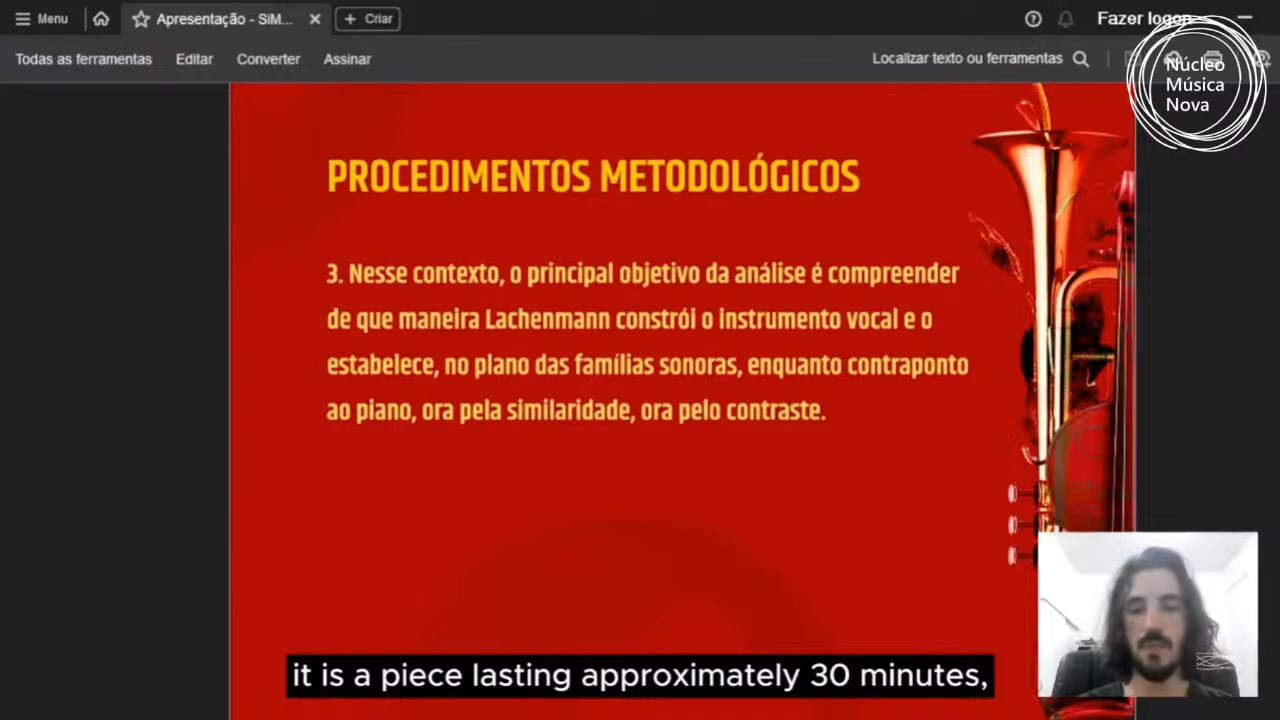 Menu
Apresentação - SiM...
Criar
Fazer logon
Todas as ferramentas
Editar
Converter
Assinar
Localizar texto ou ferramentas
Núcleo
Música
Nova
PROCEDIMENTOS METODOLÓGICOS
3. Nesse contexto, o principal objetivo da análise é compreender
de que maneira Lachenmann constrói o instrumento vocal e o
estabelece, no plano das famílias sonoras, enquanto contraponto
ao piano, ora pela similaridade, ora pelo contraste.
it is a piece lasting approximately 30 minutes,